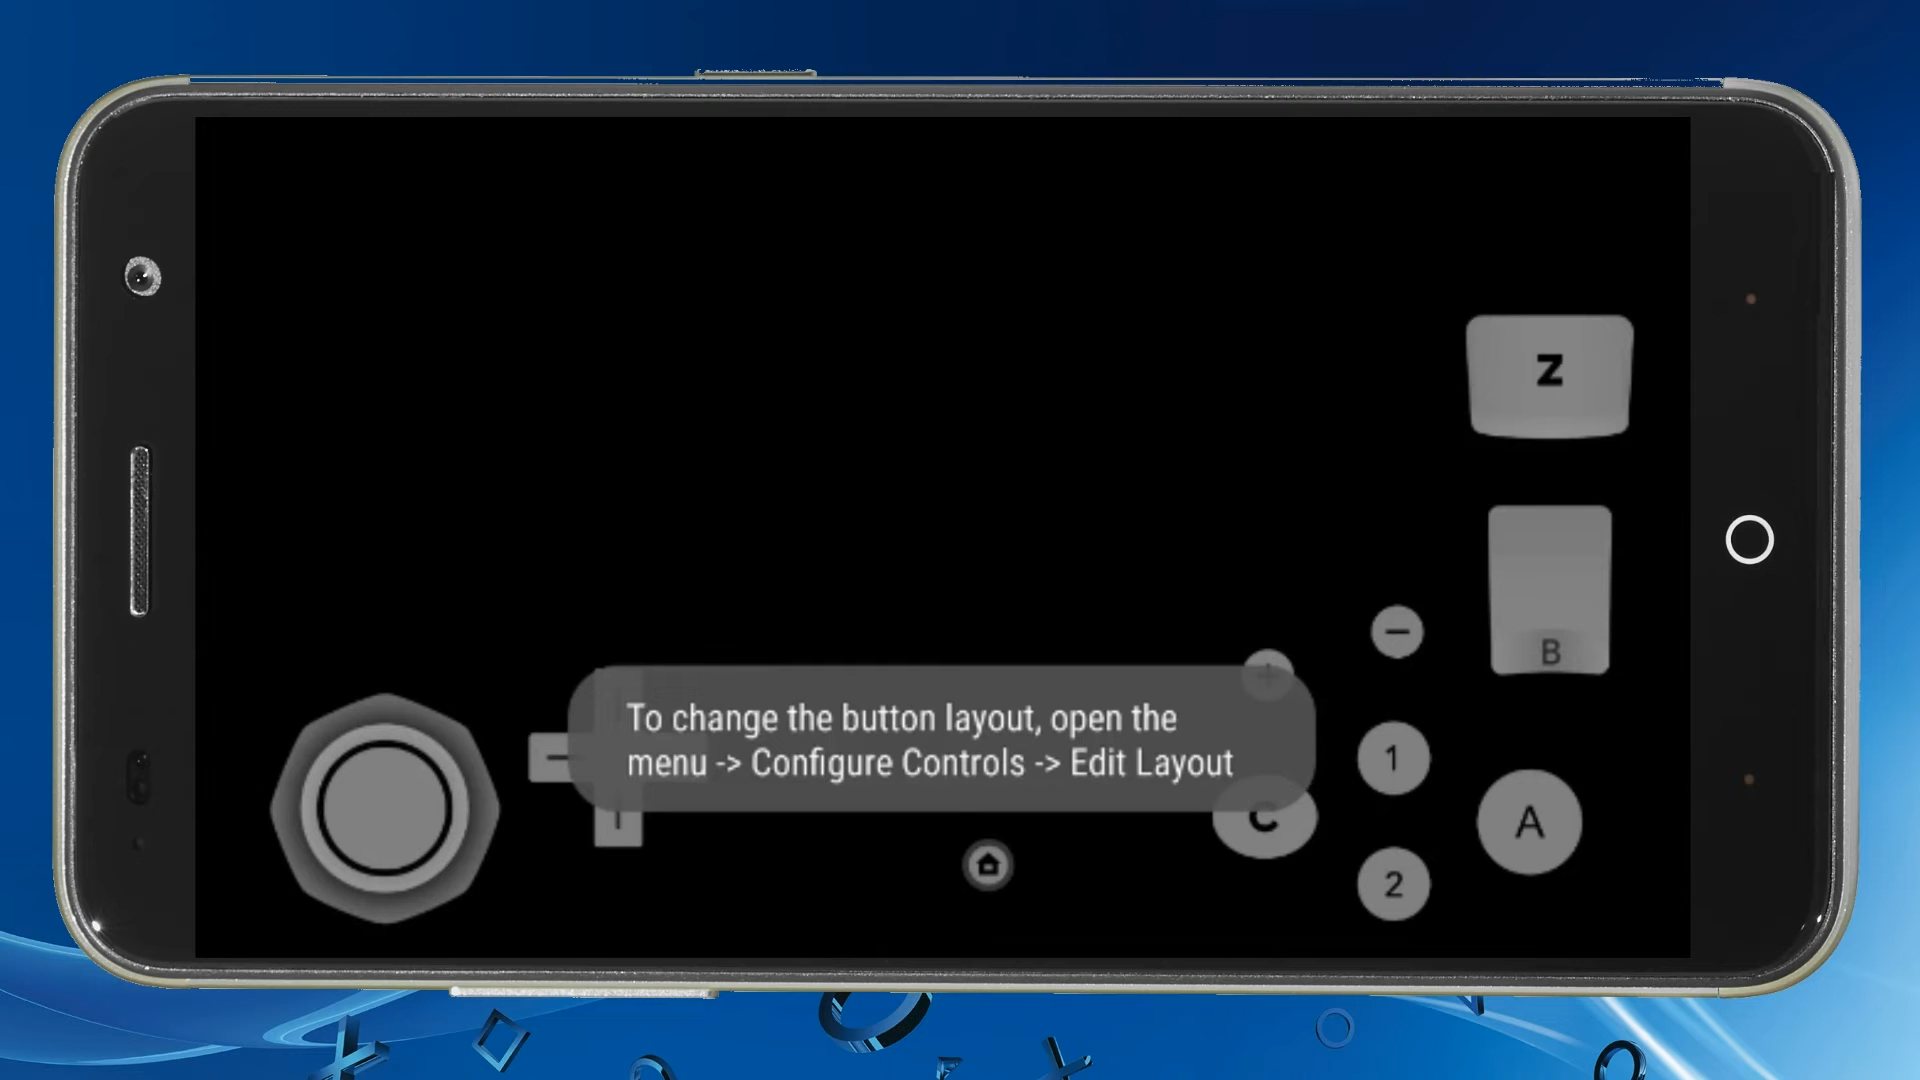 Z
B
To change the button layout, open the
menu -> Configure Controls -> Edit Layout
1
C
A
2